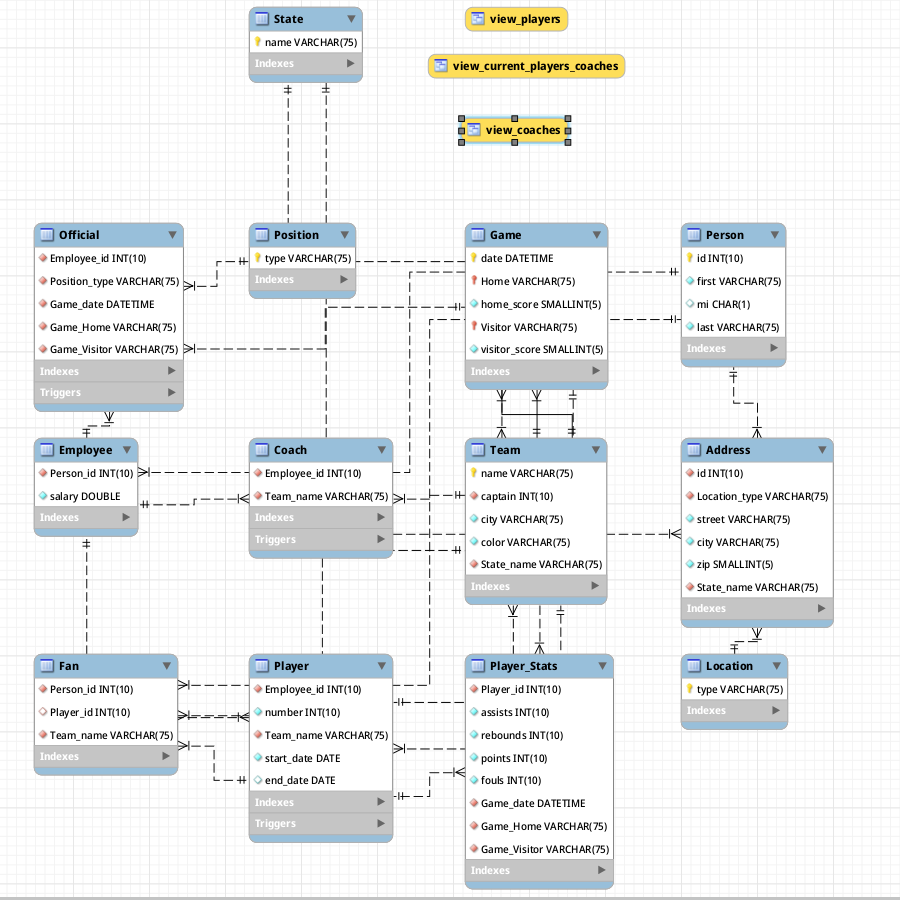 State
name VARCHAR(75)
Indexes
view_players
view_current_players_coaches
view_coaches
Official
Employee_id INT(10)
Position_type VARCHAR(75)
Game_date DATETIME
Game_Home VARCHAR(75)
Game_Visitor VARCHAR(75)
Indexes
Triggers
Position
type VARCHAR(75)
Indexes
Game
date DATETIME
Home VARCHAR(75)
home_score SMALLINT(5)
Visitor VARCHAR(75)
visitor_score SMALLINT(5)
Indexes
Person
id INT(10)
first VARCHAR(75)
mi CHAR(1)
last VARCHAR(75)
Indexes
Employee
Person_id INT(10)
salary DOUBLE
Indexes
Coach
Employee_id INT(10)
Team_name VARCHAR(75)
Indexes
Triggers
Team
name VARCHAR(75)
captain INT(10)
city VARCHAR(75)
color VARCHAR(75)
State_name VARCHAR(75)
Indexes
Address
id INT(10)
Location_type VARCHAR(75)
street VARCHAR(75)
city VARCHAR(75)
zip SMALLINT(5)
State_name VARCHAR(75)
Indexes
Fan
Person_id INT(10)
Player_id INT(10)
Team_name VARCHAR(75)
Indexes
Player
Employee_id INT(10)
number INT(10)
Team_name VARCHAR(75)
start_date DATE
end_date DATE
Indexes
Triggers
Player_Stats
Player_id INT(10)
assists INT(10)
rebounds INT(10)
points INT(10)
fouls INT(10)
Game_date DATETIME
Game_Home VARCHAR(75)
Game_Visitor VARCHAR(75)
Indexes
Location
type VARCHAR(75)
Indexes